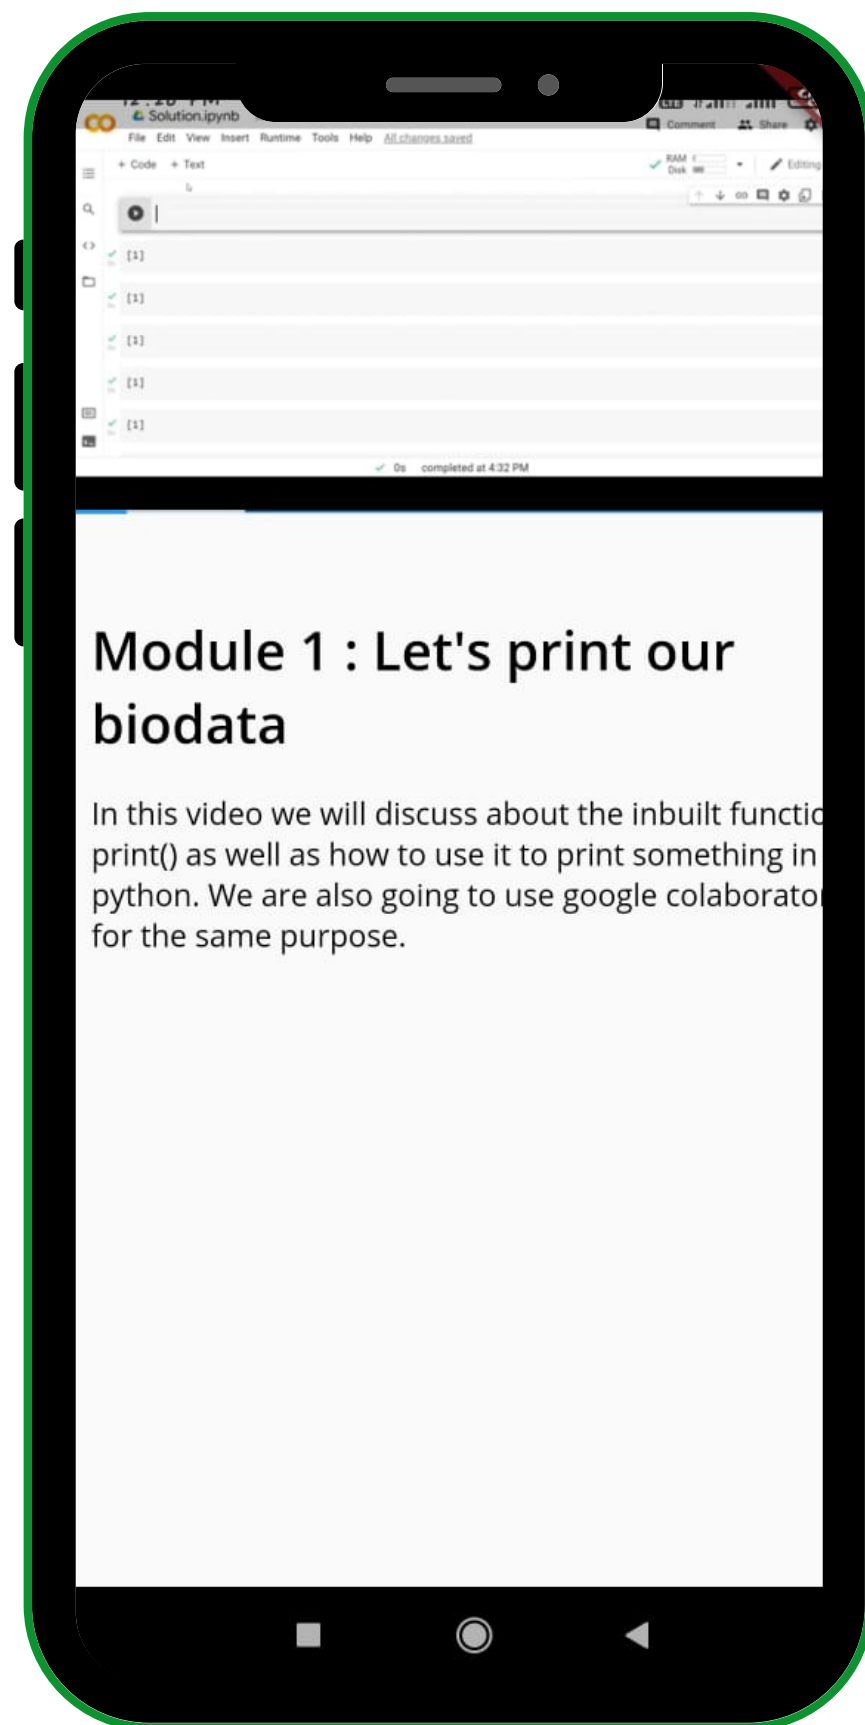 Solution.ipynb
Comment Share
File Edit View Insert Runtime Tools Help All changes saved
+ Code + Text
RAM
Disk
Editing
[1]
[1]
[1]
[1]
[1]
0s completed at 4:32 PM
Module 1 : Let's print our
biodata
In this video we will discuss about the inbuilt functio
print() as well as how to use it to print something in
python. We are also going to use google colaborator
for the same purpose.